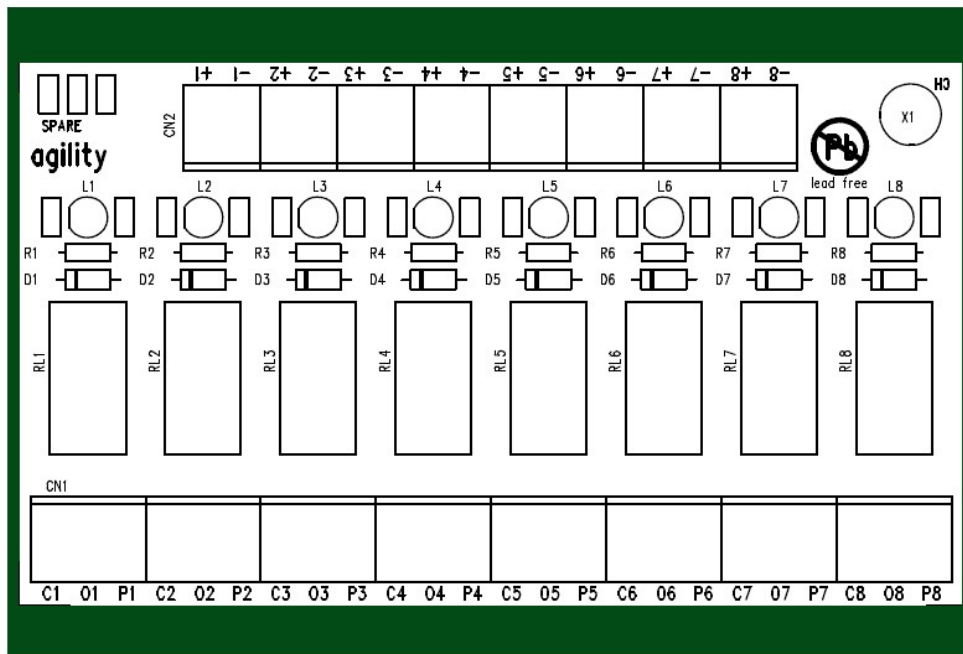 1+ 1- 2+ 2- 3+ 3- 4+ 4- 5+ 5- 6+ 6- 7+ 7- 8+ 8-
CH
SPARE
CN2
X1
Pb
agility
lead free
L1 L2 L3 L4 L5 L6 L7 L8
R1 R2 R3 R4 R5 R6 R7 R8
D1 D2 D3 D4 D5 D6 D7 D8
RL1 RL2 RL3 RL4 RL5 RL6 RL7 RL8
CN1
C1 O1 P1 C2 O2 P2 C3 O3 P3 C4 O4 P4 C5 O5 P5 C6 O6 P6 C7 O7 P7 C8 O8 P8